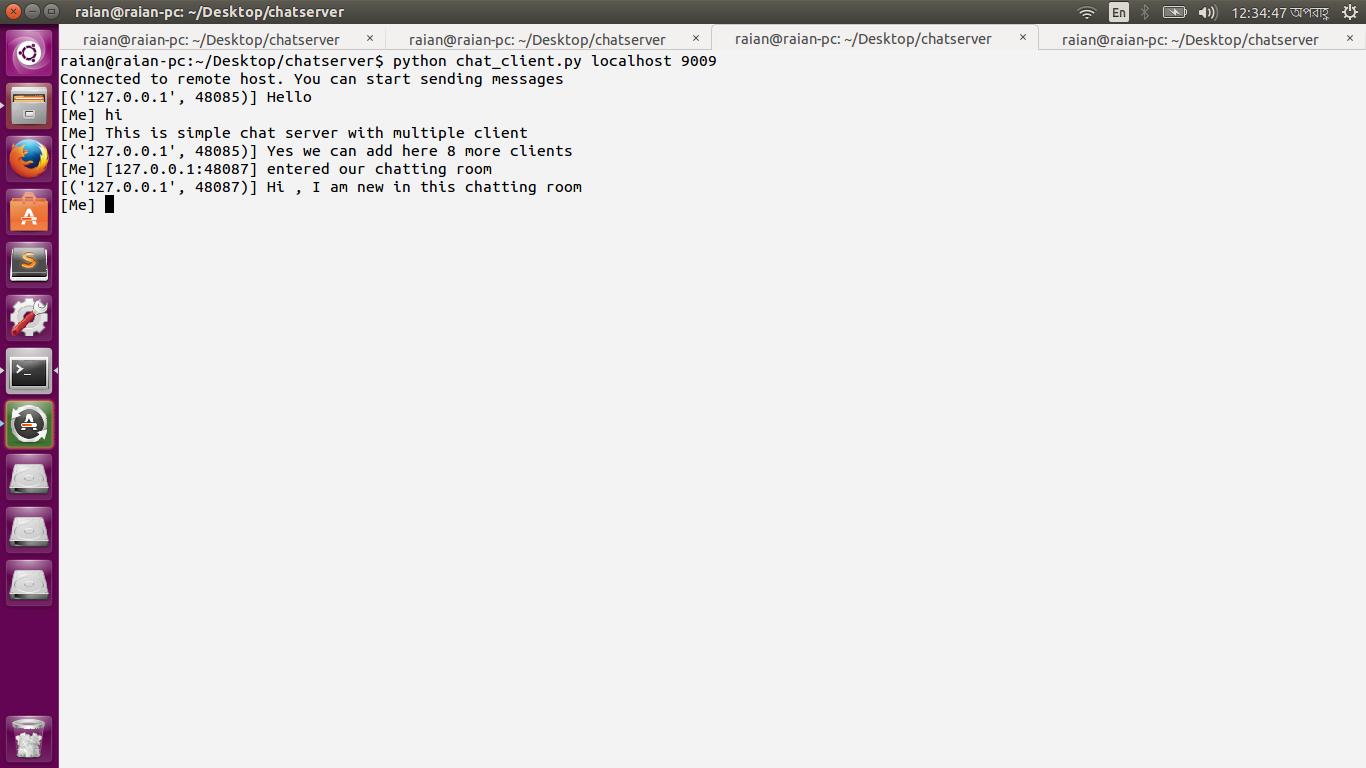 raian@raian-pc: ~/Desktop/chatserver
En
12:34:47 অপরাহ্ণ
raian@raian-pc: ~/Desktop/chatserver × raian@raian-pc: ~/Desktop/chatserver × raian@raian-pc: ~/Desktop/chatserver × raian@raian-pc: ~/Desktop/chatserver ×
raian@raian-pc:~/Desktop/chatserver$ python chat_client.py localhost 9009
Connected to remote host. You can start sending messages
[('127.0.0.1', 48085)] Hello
[Me] hi
[Me] This is simple chat server with multiple client
[('127.0.0.1', 48085)] Yes we can add here 8 more clients
[Me] [127.0.0.1:48087] entered our chatting room
[('127.0.0.1', 48087)] Hi , I am new in this chatting room
[Me]